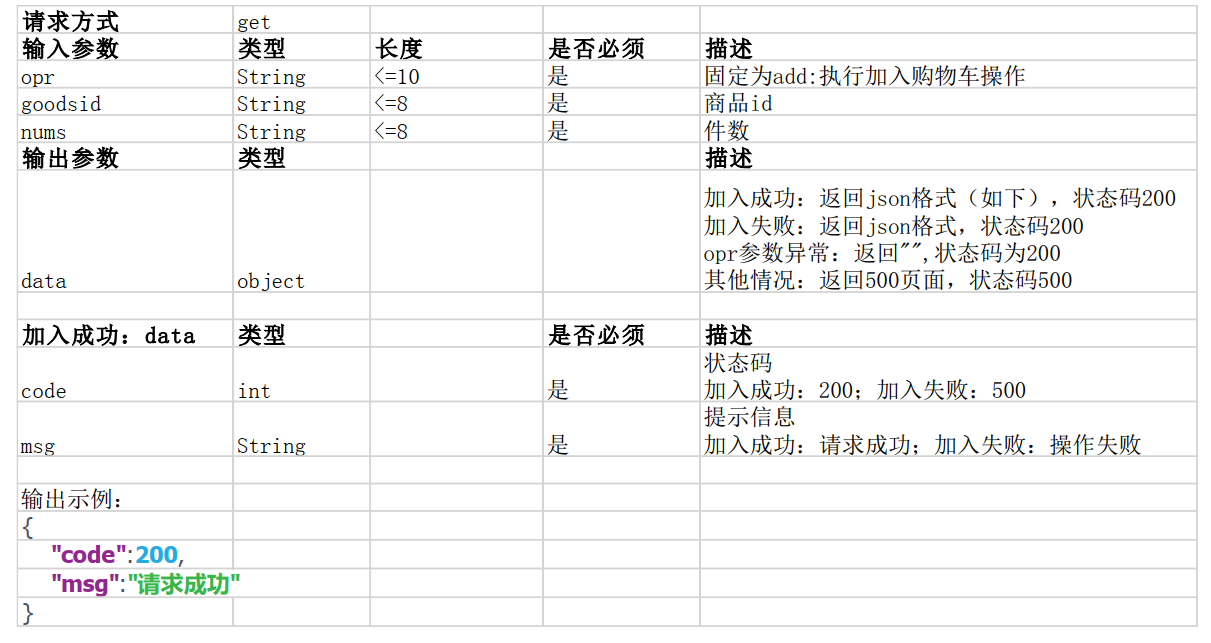 请求方式 get
输入参数 类型 长度 是否必须 描述
opr String <=10 是 固定为add:执行加入购物车操作
goodsid String <=8 是 商品id
nums String <=8 是 件数
输出参数 类型 描述
加入成功：返回json格式（如下），状态码200
加入失败：返回json格式，状态码200
opr参数异常：返回"",状态码为200
data object 其他情况：返回500页面，状态码500
加入成功：data 类型 是否必须 描述
状态码
code int 是 加入成功：200；加入失败：500
提示信息
msg String 是 加入成功：请求成功；加入失败：操作失败
输出示例：
{
"code":200,
"msg":"请求成功"
}